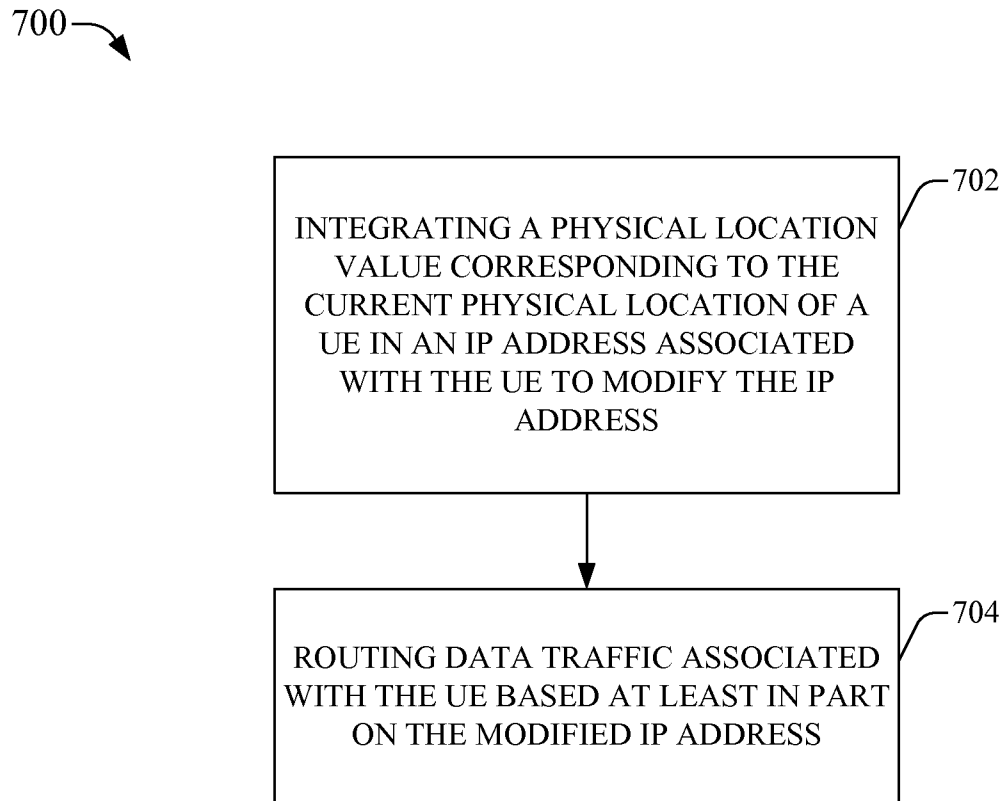 700
702
INTEGRATING A PHYSICAL LOCATION
VALUE CORRESPONDING TO THE
CURRENT PHYSICAL LOCATION OF A
UE IN AN IP ADDRESS ASSOCIATED
WITH THE UE TO MODIFY THE IP
ADDRESS
704
ROUTING DATA TRAFFIC ASSOCIATED
WITH THE UE BASED AT LEAST IN PART
ON THE MODIFIED IP ADDRESS